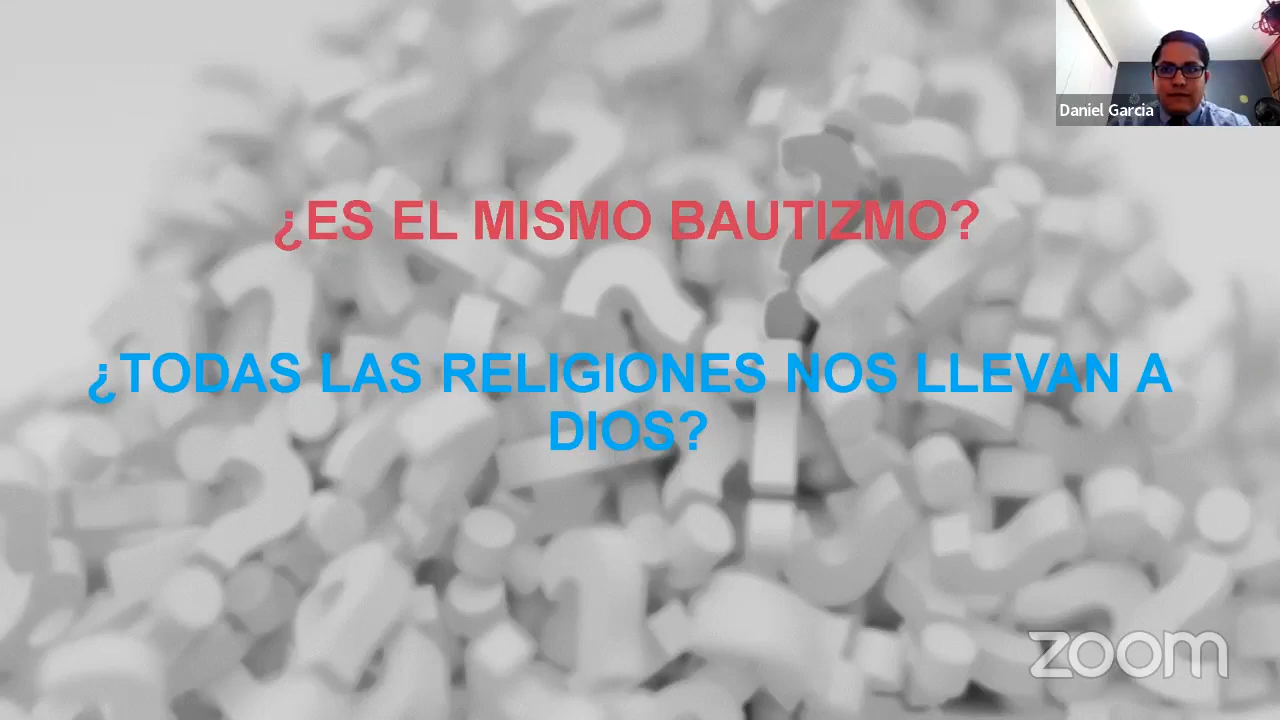 Daniel Garcia
¿ES EL MISMO BAUTIZMO?
¿TODAS LAS RELIGIONES NOS LLEVAN A
DIOS?
zoom